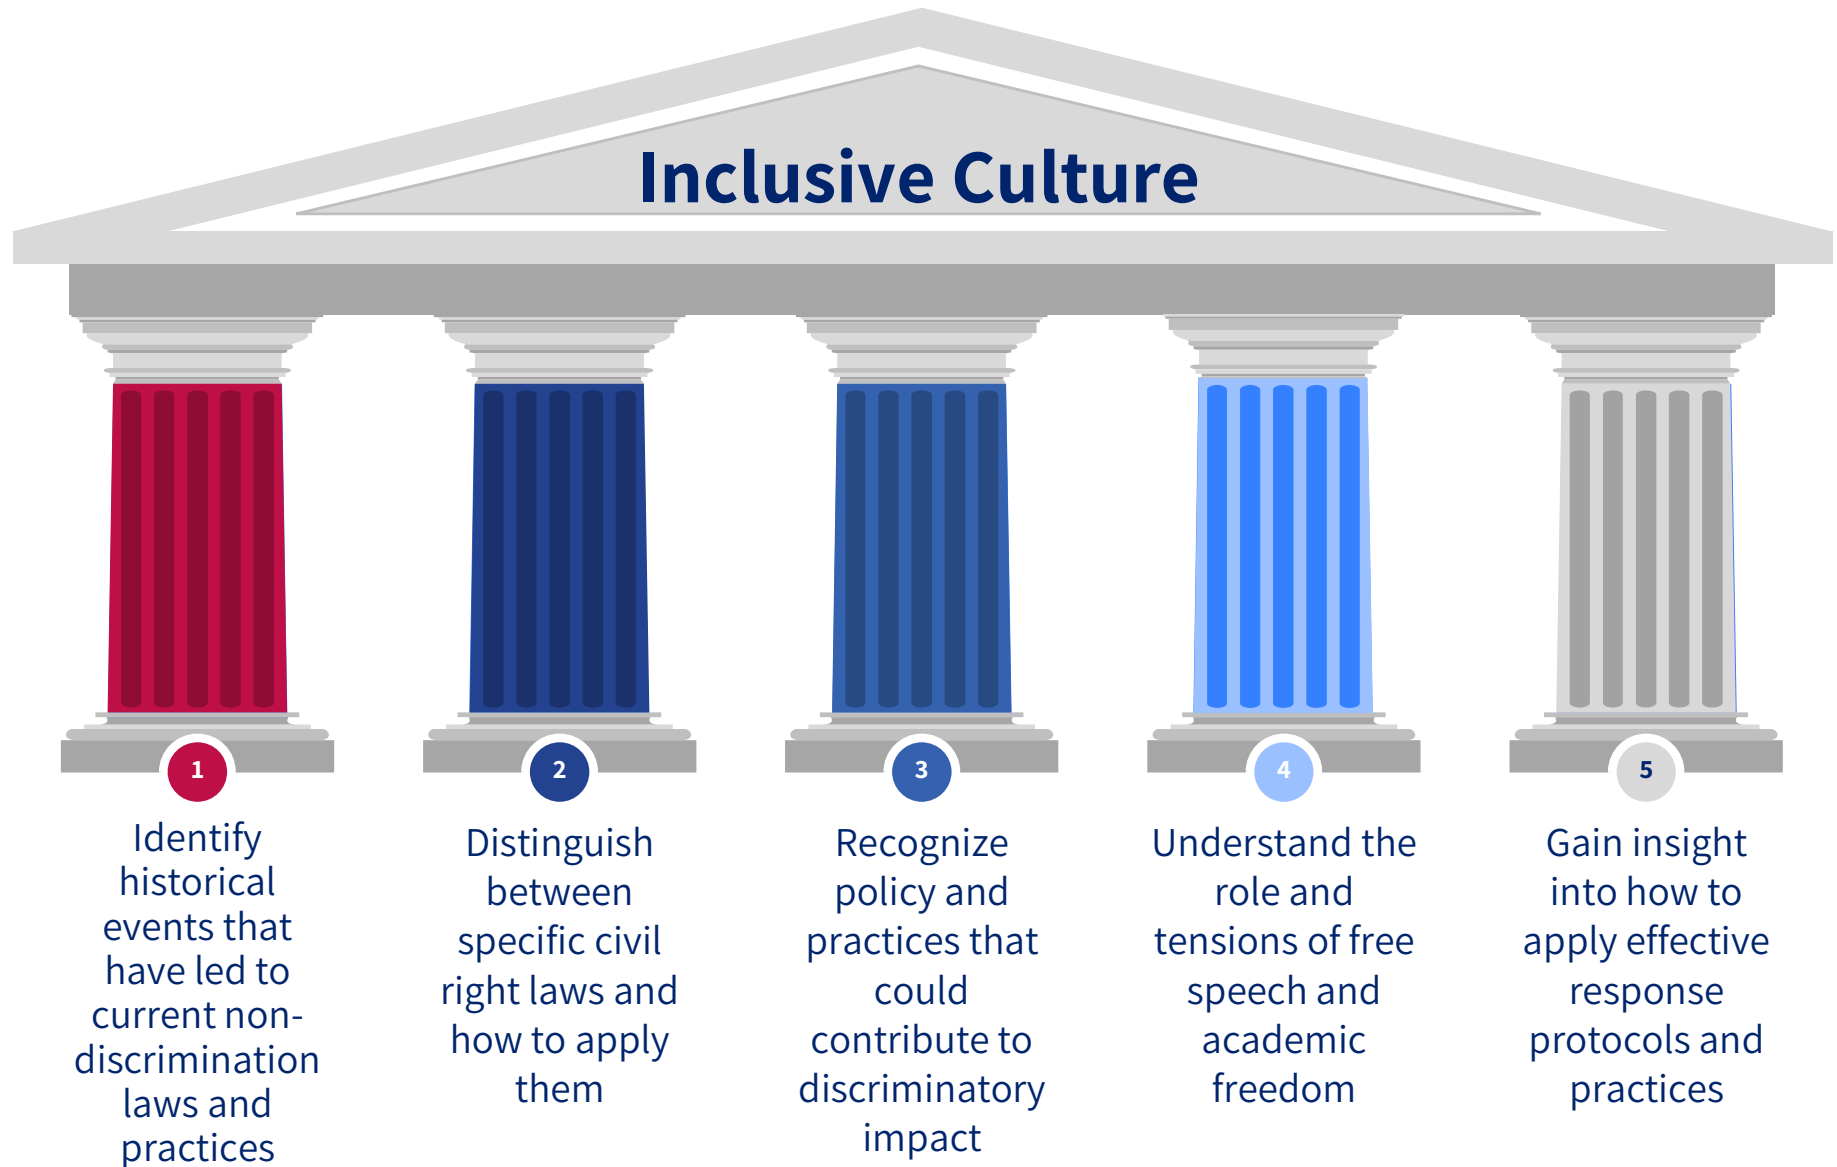 Inclusive Culture
1
Identify
historical
events that
have led to
current non-
discrimination
laws and
practices
2
Distinguish
between
specific civil
right laws and
how to apply
them
3
Recognize
policy and
practices that
could
contribute to
discriminatory
impact
4
Understand the
role and
tensions of free
speech and
academic
freedom
5
Gain insight
into how to
apply effective
response
protocols and
practices